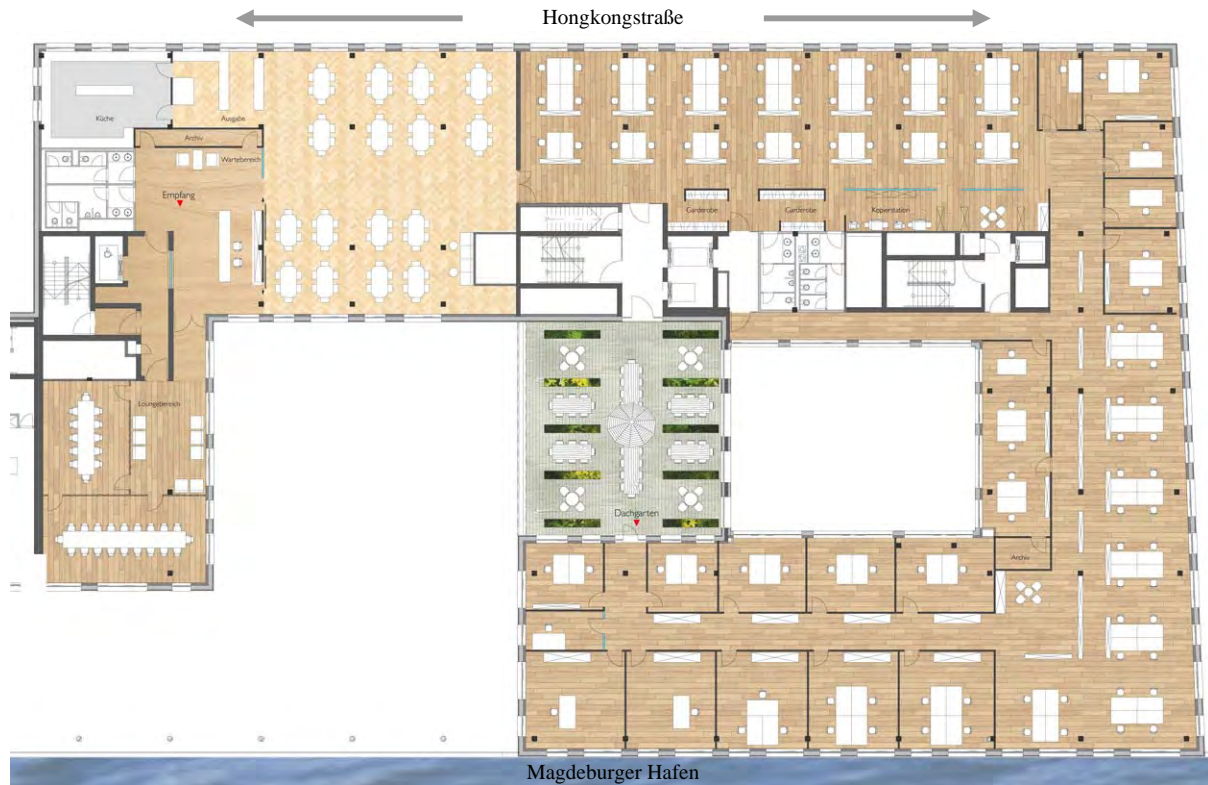 Hongkongstraße
Küche
Ausgabe
Archiv
Wartebereich
Empfang
Garderobe
Garderobe
Kopierstation
Loungebereich
Dachgarten
Archiv
Magdeburger Hafen